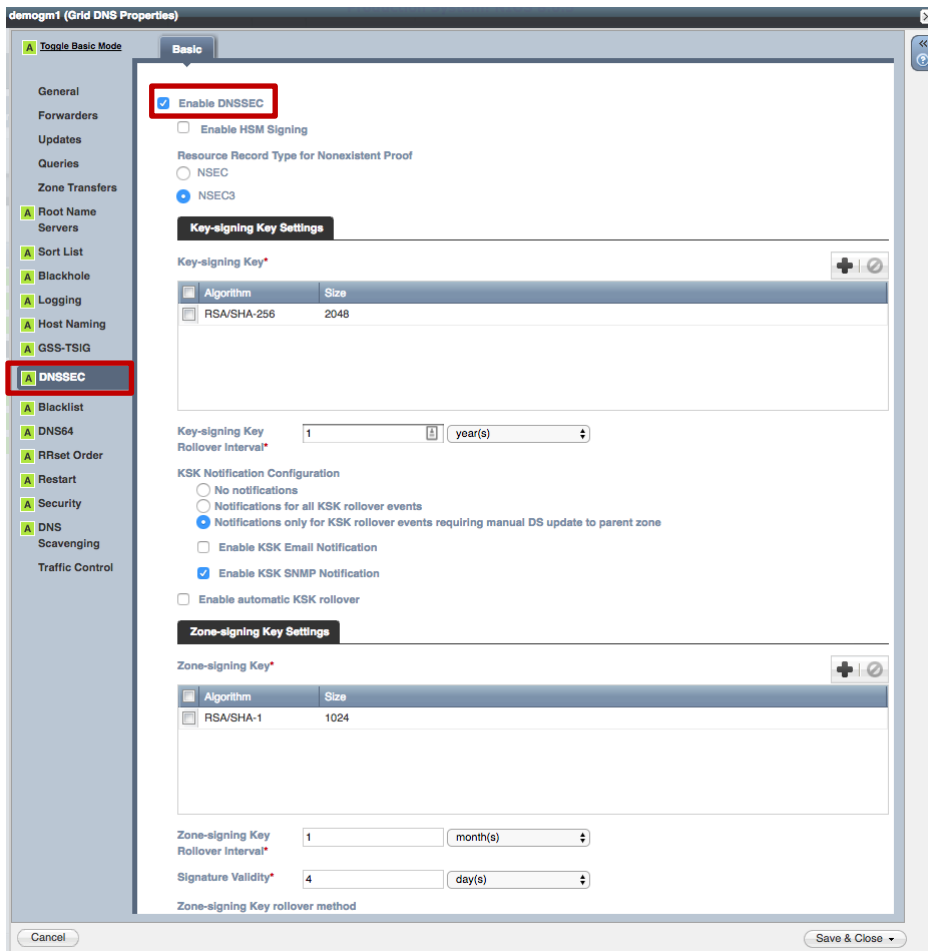 demogm1 (Grid DNS Properties)
A Toggle Basic Mode
Basic
General
Forwarders
Updates
Queries
Zone Transfers
A Root Name
Servers
A Sort List
A Blackhole
A Logging
A Host Naming
A GSS-TSIG
A DNSSEC
A Blacklist
A DNS64
A RRset Order
A Restart
A Security
A DNS
Scavenging
Traffic Control
Enable DNSSEC
Enable HSM Signing
Resource Record Type for Nonexistent Proof
NSEC
NSEC3
Key-signing Key Settings
Key-signing Key*
Algorithm Size
RSA/SHA-256 2048
Key-signing Key
Rollover Interval*
1 year(s)
KSK Notification Configuration
No notifications
Notifications for all KSK rollover events
Notifications only for KSK rollover events requiring manual DS update to parent zone
Enable KSK Email Notification
Enable KSK SNMP Notification
Enable automatic KSK rollover
Zone-signing Key Settings
Zone-signing Key*
Algorithm Size
RSA/SHA-1 1024
Zone-signing Key
Rollover Interval*
1 month(s)
Signature Validity* 4 day(s)
Zone-signing Key rollover method
Cancel
Save & Close